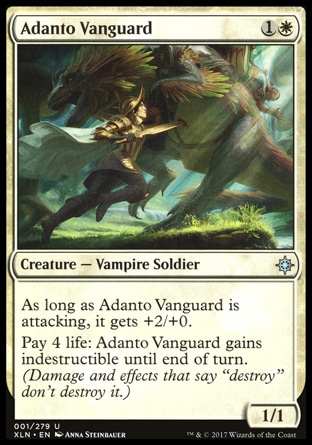 Adanto Vanguard 1
Creature — Vampire Soldier
As long as Adanto Vanguard is
attacking, it gets +2/+0.
Pay 4 life: Adanto Vanguard gains
indestructible until end of turn.
(Damage and effects that say “destroy”
don’t destroy it.)
1/1
001/279 U
XLN • EN Anna Steinbauer
™ & © 2017 Wizards of the Coast